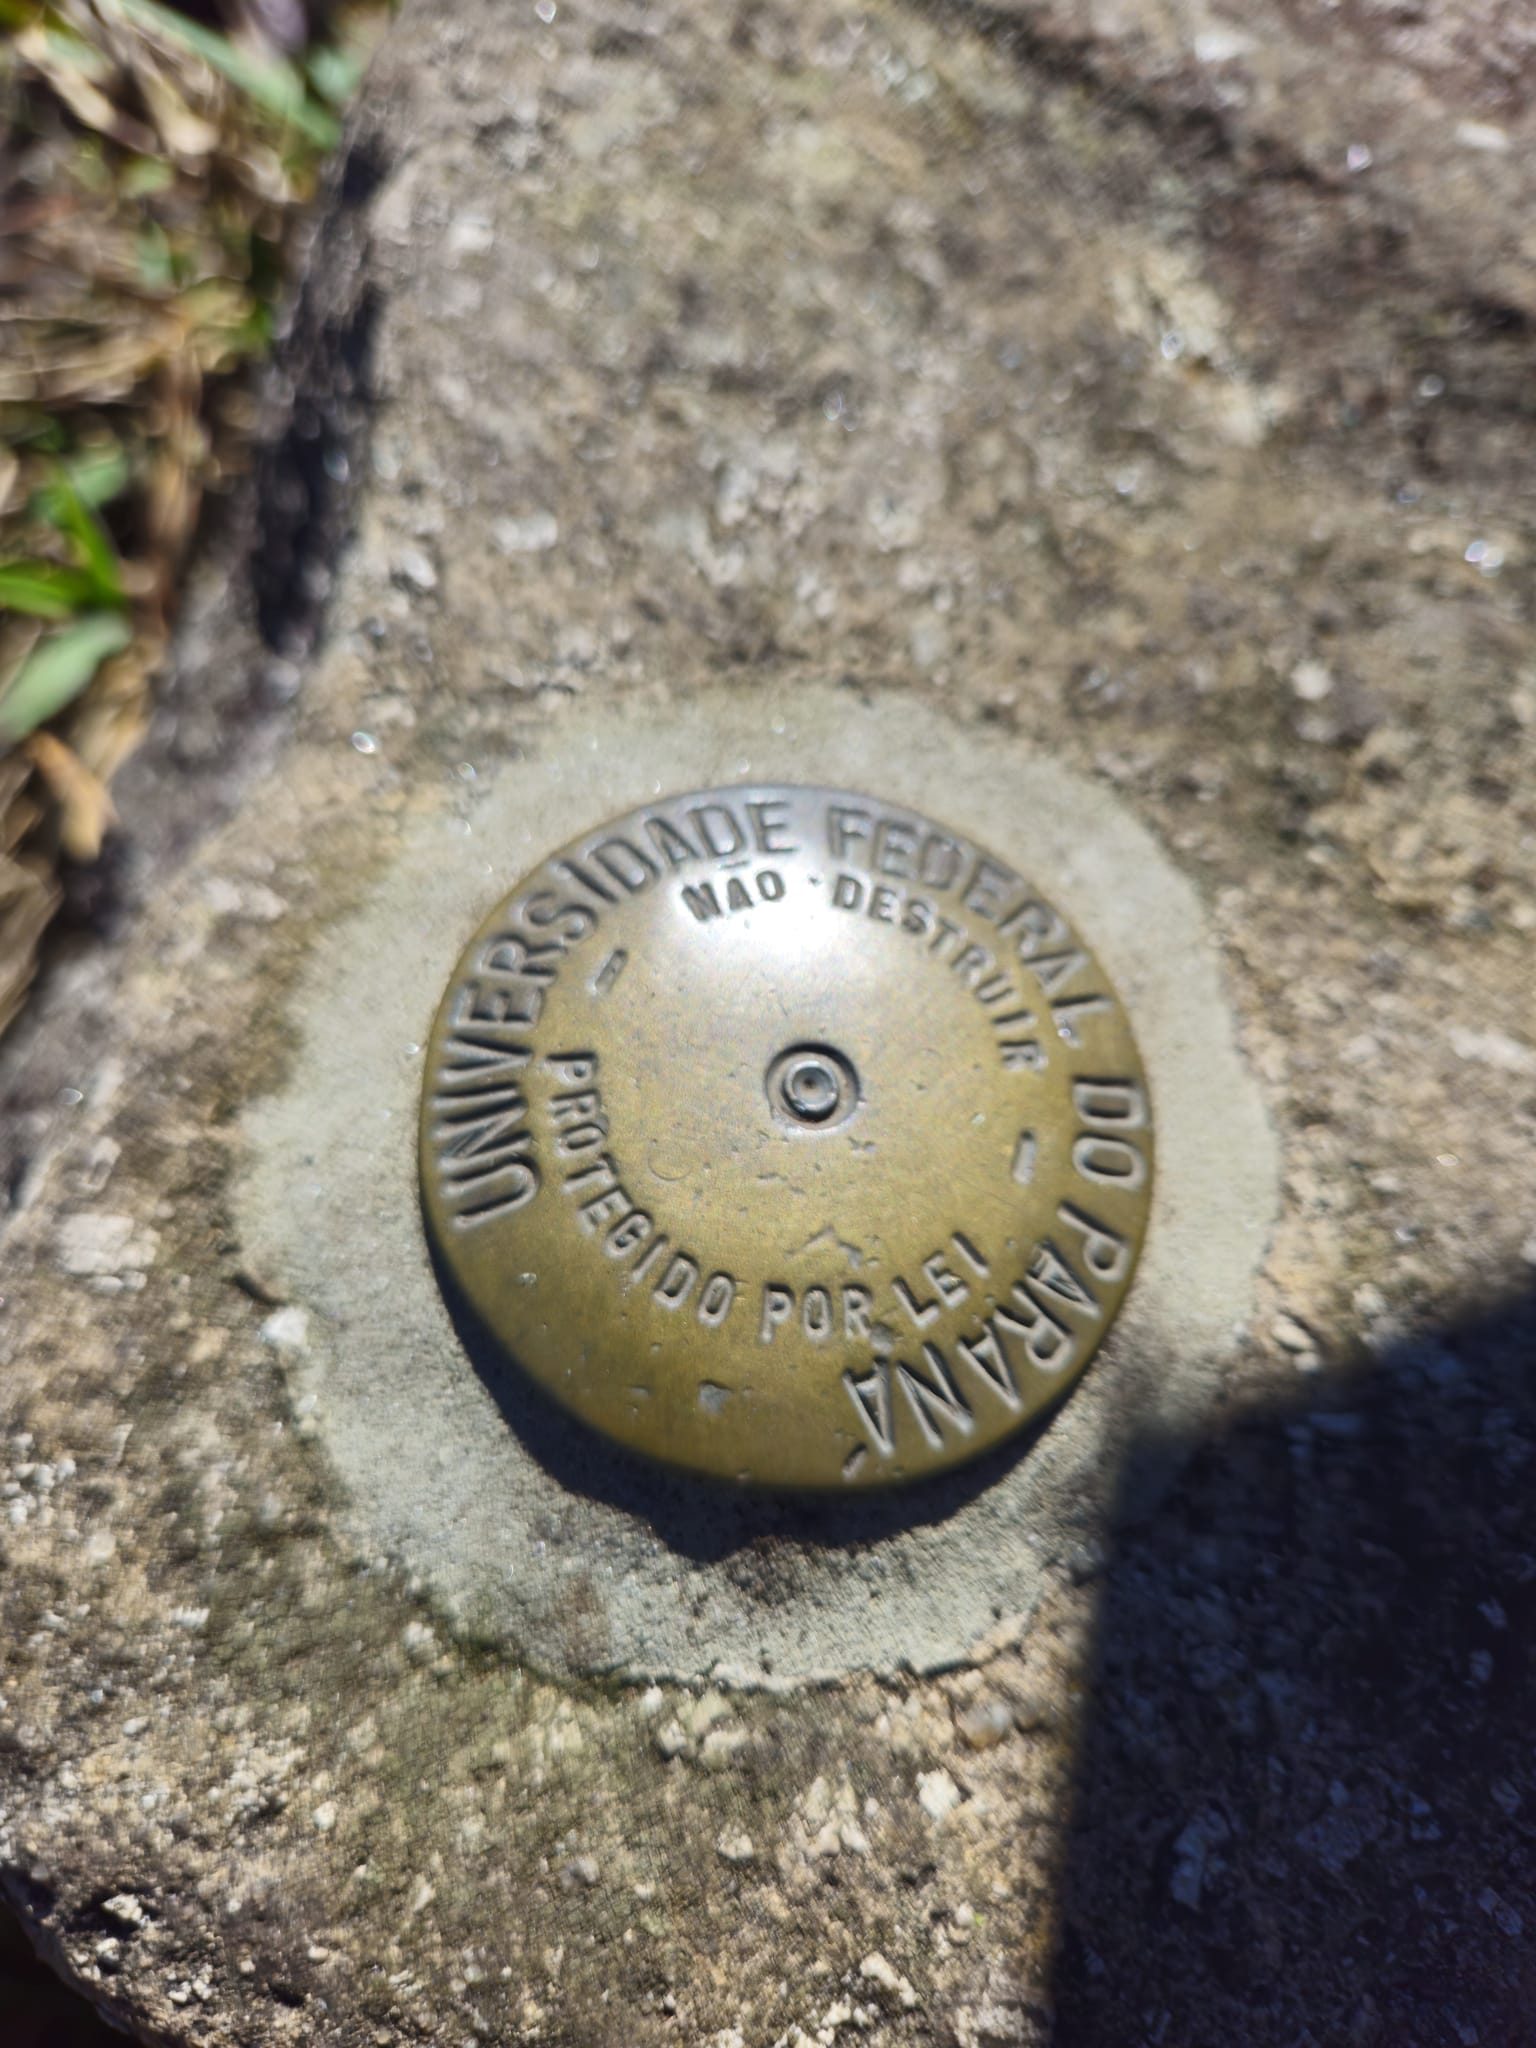 UNIVERSIDADE FEDERAL DO PARANÁ
NÃO DESTRUIR
PROTEGIDO POR LEI